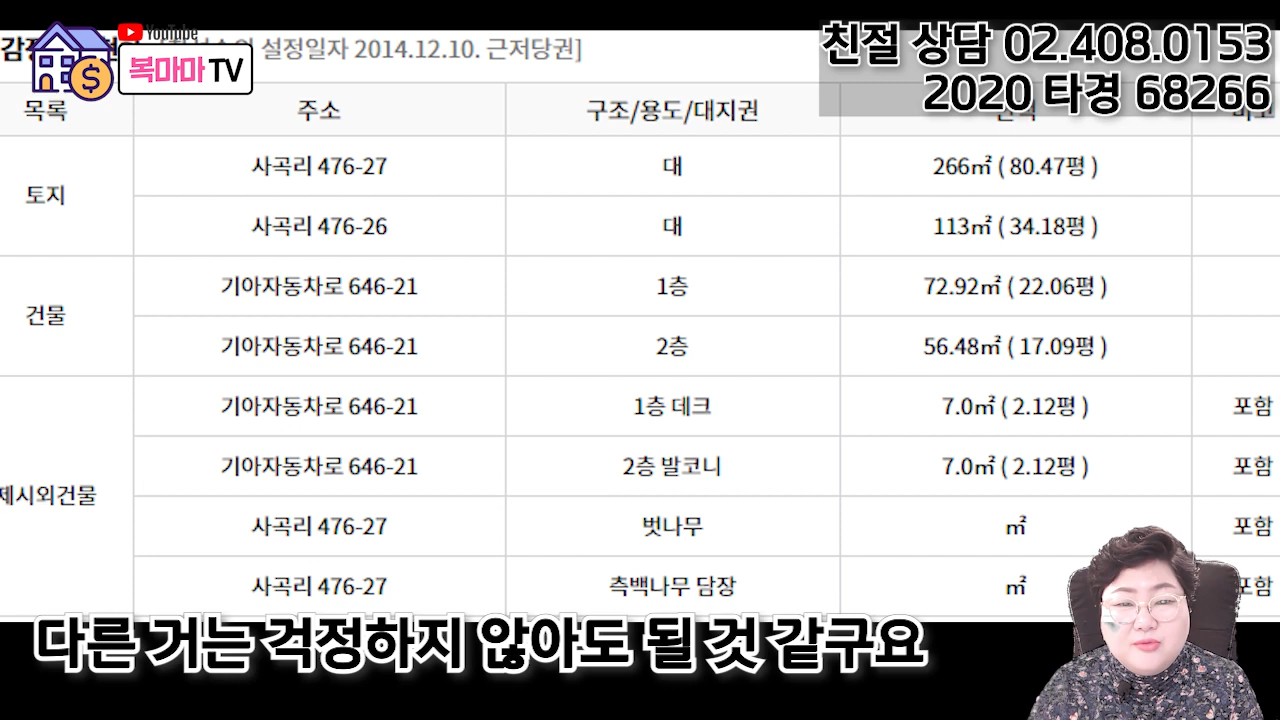 YouTube
복마마 TV
설정일자 2014.12.10. 근저당권]
친절 상담 02.408.0153
2020 타경 68266
목록 주소 구조/용도/대지권
토지
사곡리 476-27 대 266㎡ ( 80.47평 )
사곡리 476-26 대 113㎡ ( 34.18평 )
건물
기아자동차로 646-21 1층 72.92㎡ ( 22.06평 )
기아자동차로 646-21 2층 56.48㎡ ( 17.09평 )
제시외건물
기아자동차로 646-21 1층 데크 7.0㎡ ( 2.12평 ) 포함
기아자동차로 646-21 2층 발코니 7.0㎡ ( 2.12평 ) 포함
사곡리 476-27 벗나무 ㎡ 포함
사곡리 476-27 측백나무 담장 ㎡ 포함
다른 거는 걱정하지 않아도 될 것 같구요